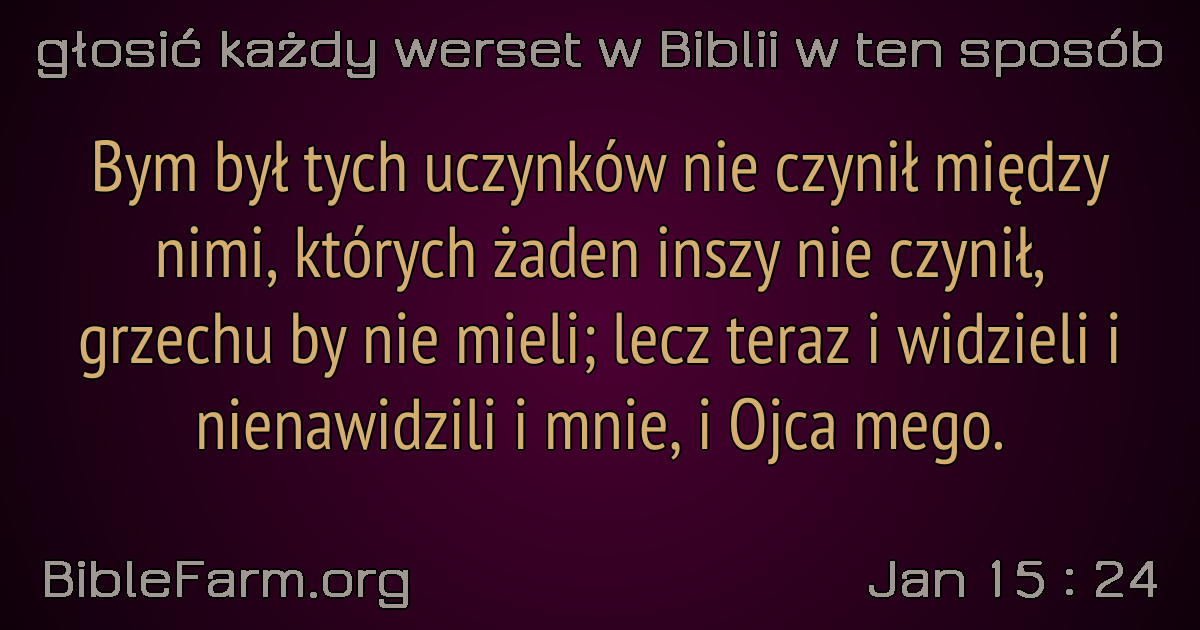 głosić każdy werset w Biblii w ten sposób
Bym był tych uczynków nie czynił między
nimi, których żaden inszy nie czynił,
grzechu by nie mieli; lecz teraz i widzieli i
nienawidzili i mnie, i Ojca mego.
BibleFarm.org
Jan 15 : 24